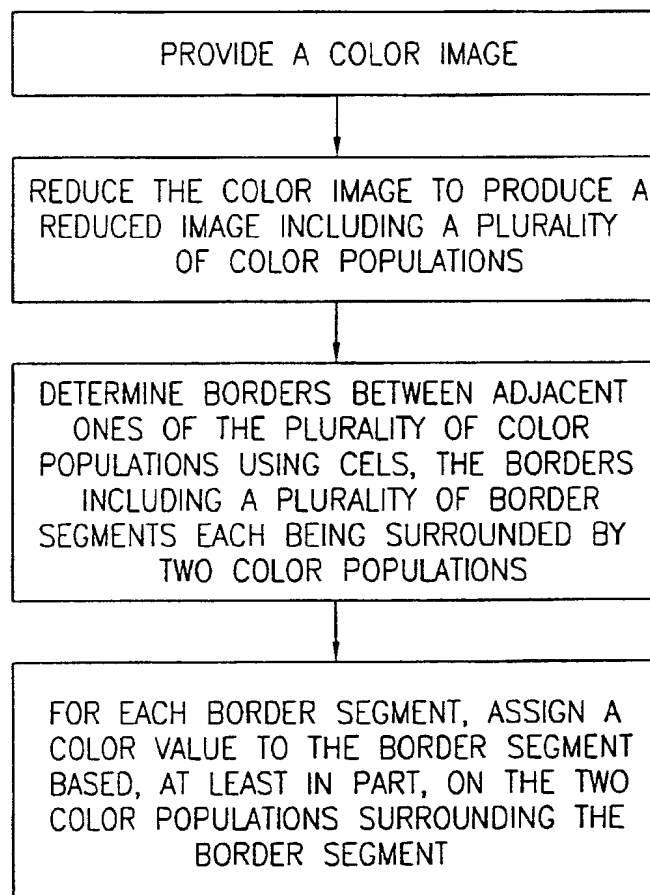 PROVIDE A COLOR IMAGE
REDUCE THE COLOR IMAGE TO PRODUCE A
REDUCED IMAGE INCLUDING A PLURALITY
OF COLOR POPULATIONS
DETERMINE BORDERS BETWEEN ADJACENT
ONES OF THE PLURALITY OF COLOR
POPULATIONS USING CELS, THE BORDERS
INCLUDING A PLURALITY OF BORDER
SEGMENTS EACH BEING SURROUNDED BY
TWO COLOR POPULATIONS
FOR EACH BORDER SEGMENT, ASSIGN A
COLOR VALUE TO THE BORDER SEGMENT
BASED, AT LEAST IN PART, ON THE TWO
COLOR POPULATIONS SURROUNDING THE
BORDER SEGMENT